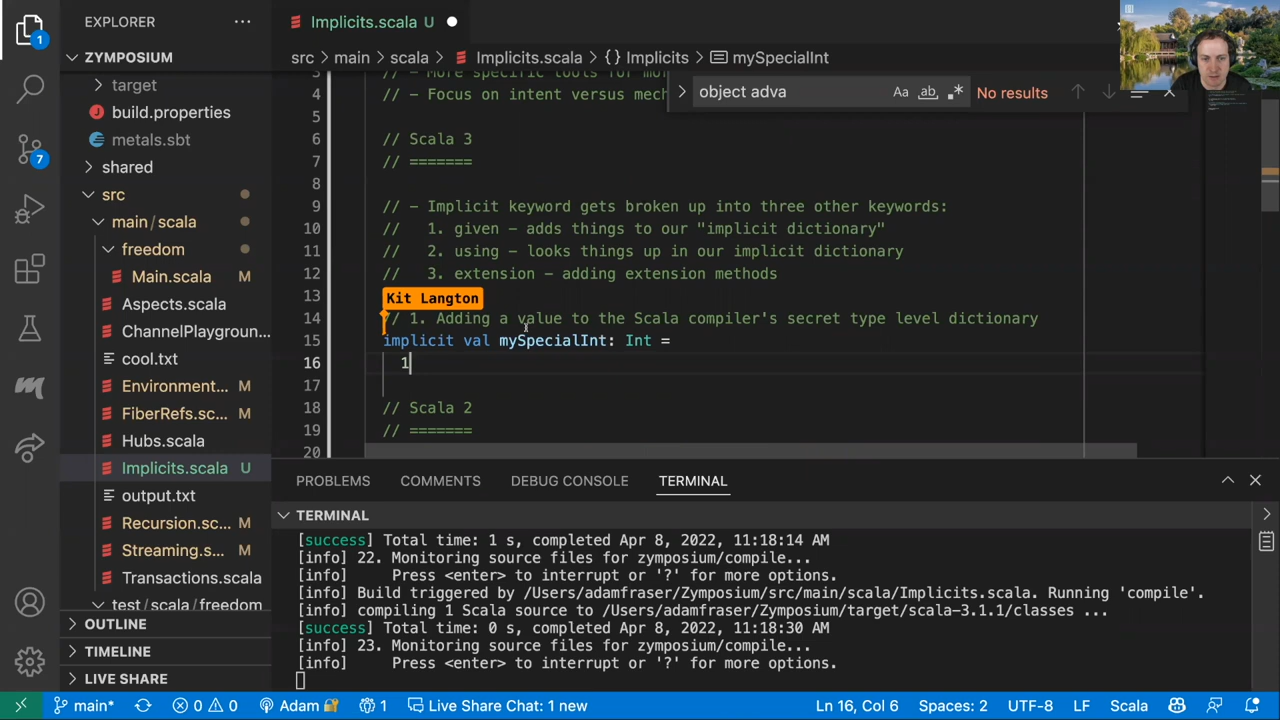 EXPLORER
ZYMPOSIUM
target
build.properties
metals.sbt
shared
src
main/scala
freedom
Main.scala M
Aspects.scala
ChannelPlaygroun...
cool.txt
Environment... M
FiberRefs.sc... M
Hubs.scala
Implicits.scala U
output.txt
Recursion.sc... M
Streaming.s... M
Transactions.scala
test/scala/freedom
OUTLINE
TIMELINE
LIVE SHARE
1
7
Implicits.scala U
src > main > scala > Implicits.scala > {} Implicits > mySpecialInt
object adva Aa ab .* No results
3 // - More specific tools for mor
4 // - Focus on intent versus mech
5
6 // Scala 3
7 // =======
8
9 // - Implicit keyword gets broken up into three other keywords:
10 // 1. given - adds things to our "implicit dictionary"
11 // 2. using - looks things up in our implicit dictionary
12 // 3. extension - adding extension methods
13
Kit Langton
14 // 1. Adding a value to the Scala compiler's secret type level dictionary
15 implicit val mySpecialInt: Int =
16 1
17
18 // Scala 2
19 // =======
20
PROBLEMS COMMENTS DEBUG CONSOLE TERMINAL
TERMINAL
[success] Total time: 1 s, completed Apr 8, 2022, 11:18:14 AM
[info] 22. Monitoring source files for zymposium/compile...
[info] Press <enter> to interrupt or '?' for more options.
[info] Build triggered by /Users/adamfraser/Zymposium/src/main/scala/Implicits.scala. Running 'compile'.
[info] compiling 1 Scala source to /Users/adamfraser/Zymposium/target/scala-3.1.1/classes ...
[success] Total time: 0 s, completed Apr 8, 2022, 11:18:30 AM
[info] 23. Monitoring source files for zymposium/compile...
[info] Press <enter> to interrupt or '?' for more options.
main* 0 0 Adam 1 Live Share Chat: 1 new Ln 16, Col 6 Spaces: 2 UTF-8 LF Scala